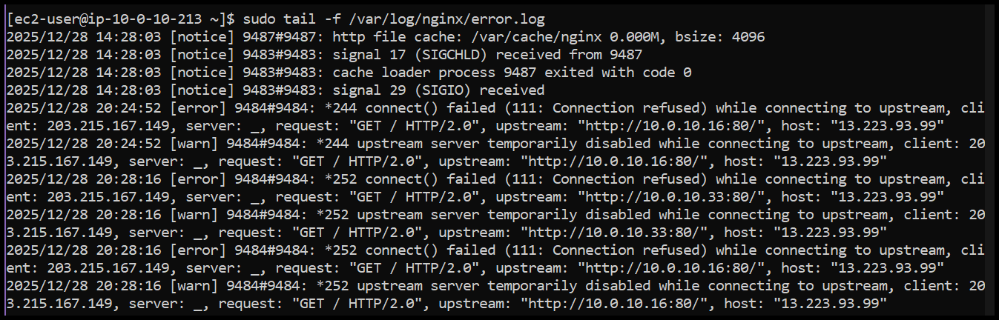 [ec2-user@ip-10-0-10-213 ~]$ sudo tail -f /var/log/nginx/error.log
2025/12/28 14:28:03 [notice] 9487#9487: http file cache: /var/cache/nginx 0.000M, bsize: 4096
2025/12/28 14:28:03 [notice] 9483#9483: signal 17 (SIGCHLD) received from 9487
2025/12/28 14:28:03 [notice] 9483#9483: cache loader process 9487 exited with code 0
2025/12/28 14:28:03 [notice] 9483#9483: signal 29 (SIGIO) received
2025/12/28 20:24:52 [error] 9484#9484: *244 connect() failed (111: Connection refused) while connecting to upstream, cli
ent: 203.215.167.149, server: _, request: "GET / HTTP/2.0", upstream: "http://10.0.10.16:80/", host: "13.223.93.99"
2025/12/28 20:24:52 [warn] 9484#9484: *244 upstream server temporarily disabled while connecting to upstream, client: 20
3.215.167.149, server: _, request: "GET / HTTP/2.0", upstream: "http://10.0.10.16:80/", host: "13.223.93.99"
2025/12/28 20:28:16 [error] 9484#9484: *252 connect() failed (111: Connection refused) while connecting to upstream, cli
ent: 203.215.167.149, server: _, request: "GET / HTTP/2.0", upstream: "http://10.0.10.33:80/", host: "13.223.93.99"
2025/12/28 20:28:16 [warn] 9484#9484: *252 upstream server temporarily disabled while connecting to upstream, client: 20
3.215.167.149, server: _, request: "GET / HTTP/2.0", upstream: "http://10.0.10.33:80/", host: "13.223.93.99"
2025/12/28 20:28:16 [error] 9484#9484: *252 connect() failed (111: Connection refused) while connecting to upstream, cli
ent: 203.215.167.149, server: _, request: "GET / HTTP/2.0", upstream: "http://10.0.10.16:80/", host: "13.223.93.99"
2025/12/28 20:28:16 [warn] 9484#9484: *252 upstream server temporarily disabled while connecting to upstream, client: 20
3.215.167.149, server: _, request: "GET / HTTP/2.0", upstream: "http://10.0.10.16:80/", host: "13.223.93.99"